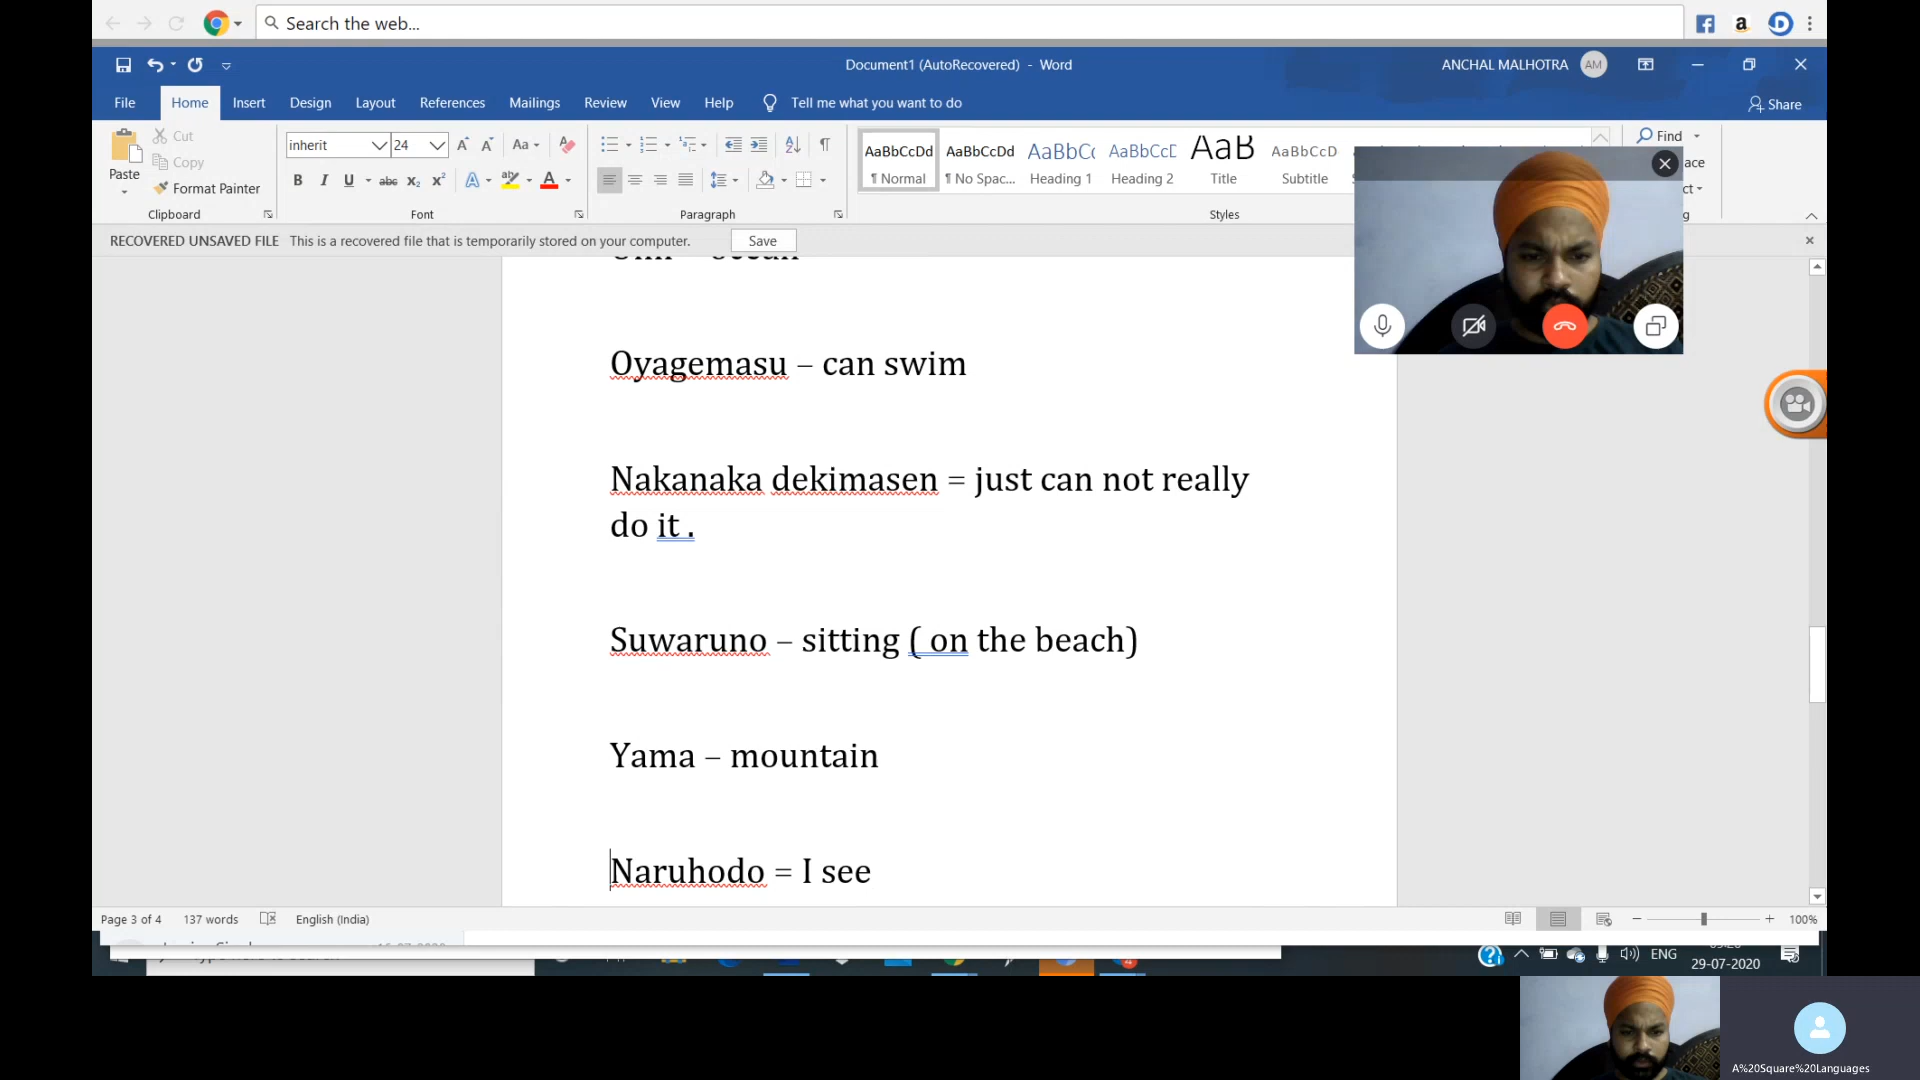 Search the web...
Document1 (AutoRecovered) - Word
ANCHAL MALHOTRA AM
File Home Insert Design Layout References Mailings Review View Help Tell me what you want to do Share
Paste
Cut
Copy
Format Painter
Clipboard
inherit 24
Font
Paragraph
AaBbCcDd AaBbCcDd AaBbCc AaBbCcD AaB AaBbCcD
¶ Normal ¶ No Spac... Heading 1 Heading 2 Title Subtitle
Styles
Find
RECOVERED UNSAVED FILE This is a recovered file that is temporarily stored on your computer. Save
Oyagemasu – can swim
Nakanaka dekimasen = just can not really
do it .
Suwaruno – sitting ( on the beach)
Yama – mountain
Naruhodo = I see
Page 3 of 4 137 words English (India) 100%
ENG
29-07-2020
A%20Square%20Languages